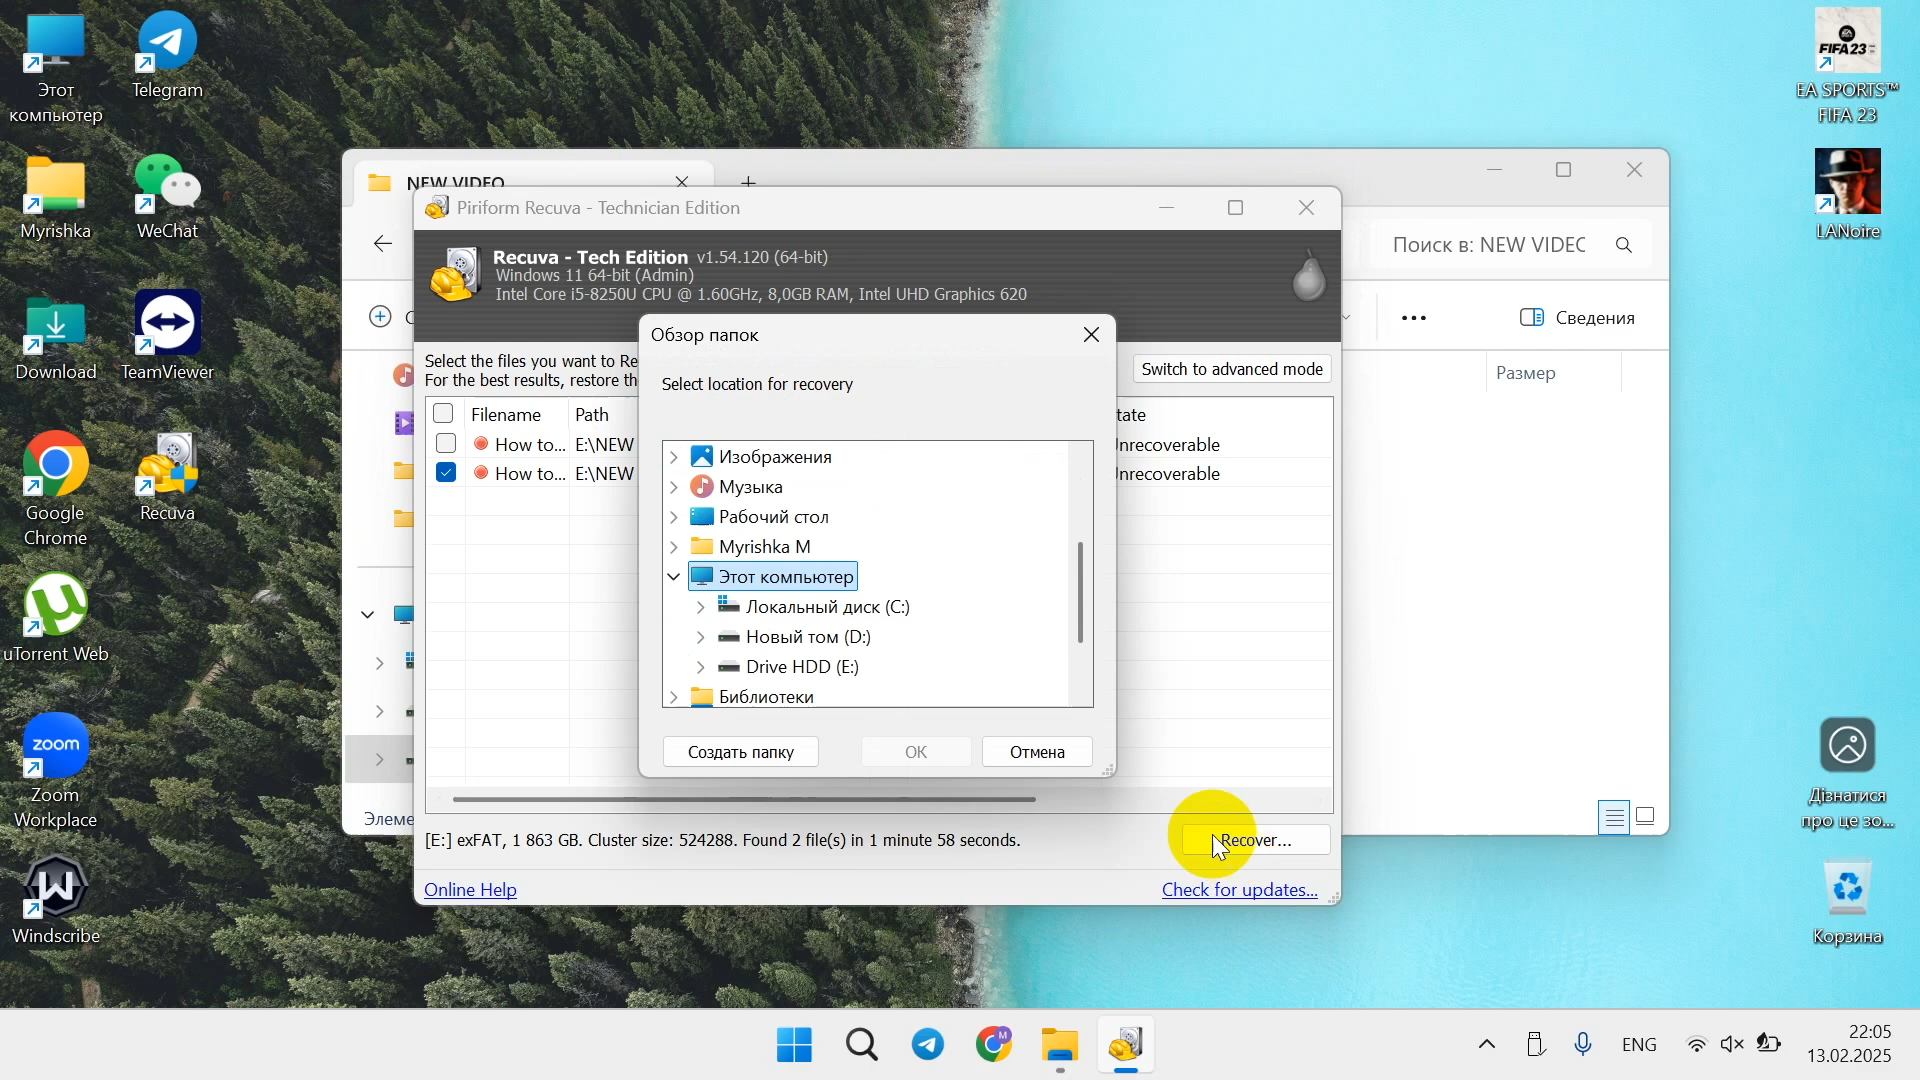 Этот
компьютер
Telegram
Myrishka
WeChat
Download
TeamViewer
Google
Chrome
Recuva
uTorrent Web
zoom
Zoom
Workplace
Windscribe
FIFA 23
EA SPORTS™
FIFA 23
LANoire
Дізнатися
про це зо...
Корзина
NEW VIDEO
Поиск в: NEW VIDEC
Сведения
Размер
Элеме
Piriform Recuva - Technician Edition
Recuva - Tech Edition v1.54.120 (64-bit)
Windows 11 64-bit (Admin)
Intel Core i5-8250U CPU @ 1.60GHz, 8,0GB RAM, Intel UHD Graphics 620
Select the files you want to Re
For the best results, restore th
Switch to advanced mode
Filename Path tate
How to... E:\NEW nrecoverable
How to... E:\NEW nrecoverable
Обзор папок
Select location for recovery
Изображения
Музыка
Рабочий стол
Myrishka M
Этот компьютер
Локальный диск (C:)
Новый том (D:)
Drive HDD (E:)
Библиотеки
Создать папку
OK
Отмена
[E:] exFAT, 1 863 GB. Cluster size: 524288. Found 2 file(s) in 1 minute 58 seconds.
Recover...
Online Help
Check for updates...
M
ENG
22:05
13.02.2025